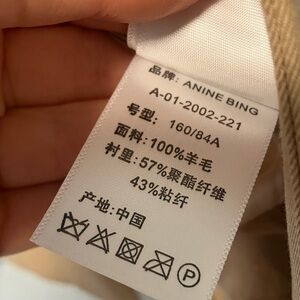 品牌: ANINE BING
A-01-2002-221
号型: 160/84A
面料: 100%羊毛
村里: 57%聚酯纤维
43%粘纤
产地: 中国
P